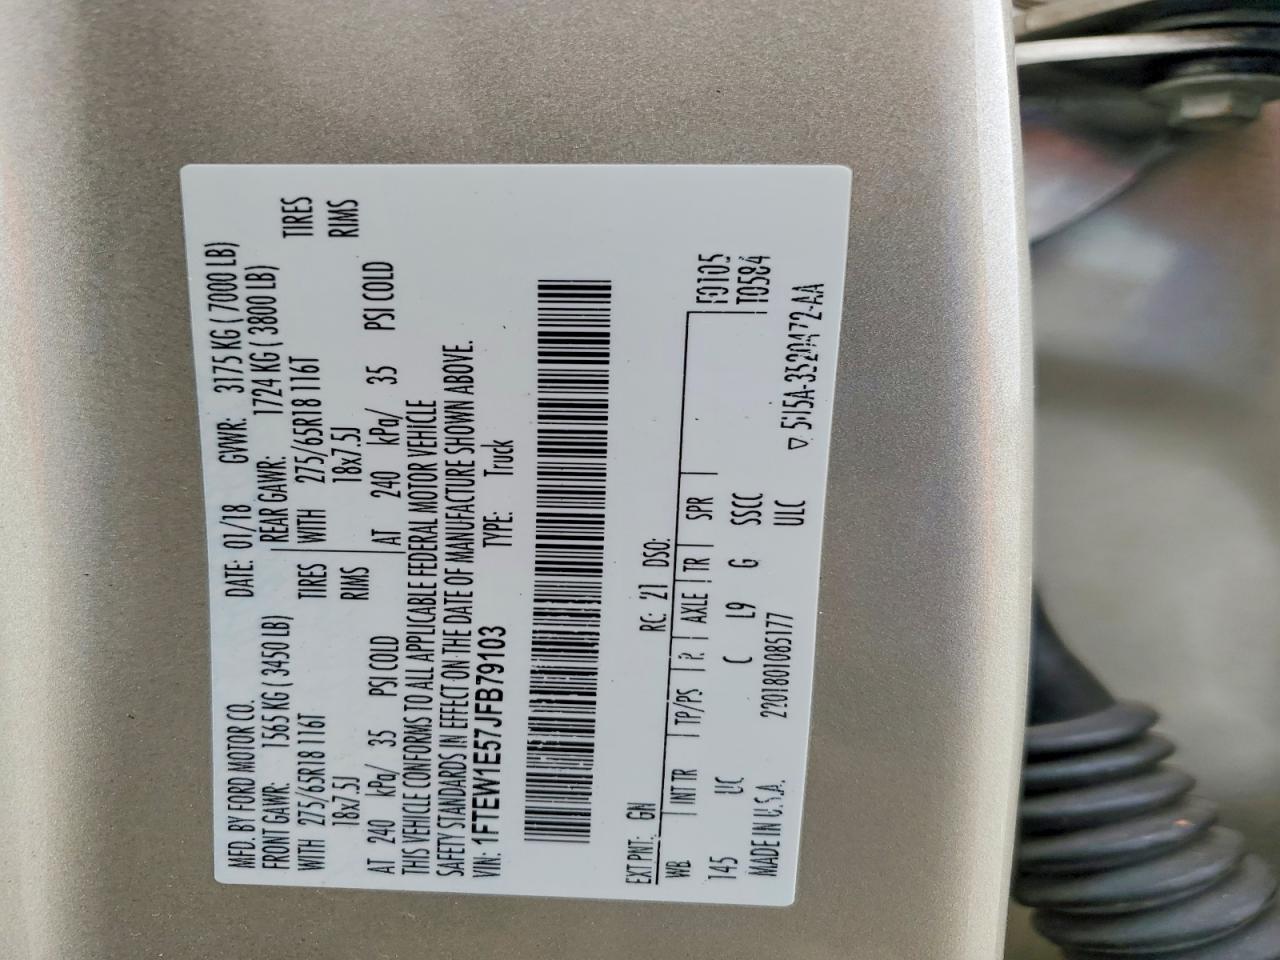 MFD. BY FORD MOTOR CO. DATE: 01/18 GVWR: 3175 KG ( 7000 LB)
FRONT GAWR: 1565 KG ( 3450 LB) REAR GAWR: 1724 KG ( 3800 LB)
WITH 275/65R18 116T TIRES WITH 275/65R18 116T TIRES
18x7.5J RIMS 18x7.5J RIMS
AT 240 kPa/ 35 PSI COLD AT 240 kPa/ 35 PSI COLD
THIS VEHICLE CONFORMS TO ALL APPLICABLE FEDERAL MOTOR VEHICLE
SAFETY STANDARDS IN EFFECT ON THE DATE OF MANUFACTURE SHOWN ABOVE.
VIN: 1FTEW1E57JFB79103 TYPE: Truck
EXT PNT: GN RC: 21 DSO:
WB INT TR TP/PS R AXLE TR SPR F0105
145 UC C L9 G SSCC T0584
MADE IN U.S.A. 220180108517? ULC